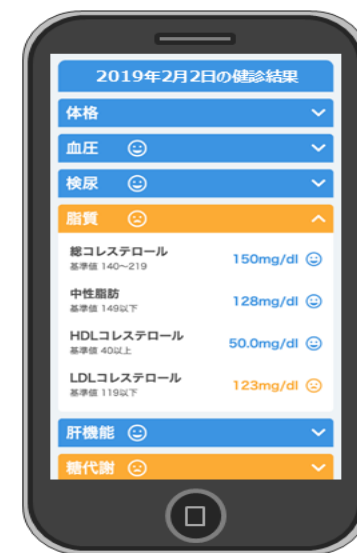 2019年2月2日の健診結果
体格
血圧
検尿
脂質
総コレステロール
150mg/dl
基準値 140〜219
中性脂肪
128mg/dl
基準値 149以下
HDLコレステロール
50.0mg/dl
基準値 40以上
LDLコレステロール
123mg/dl
基準値 119以下
肝機能
糖代謝